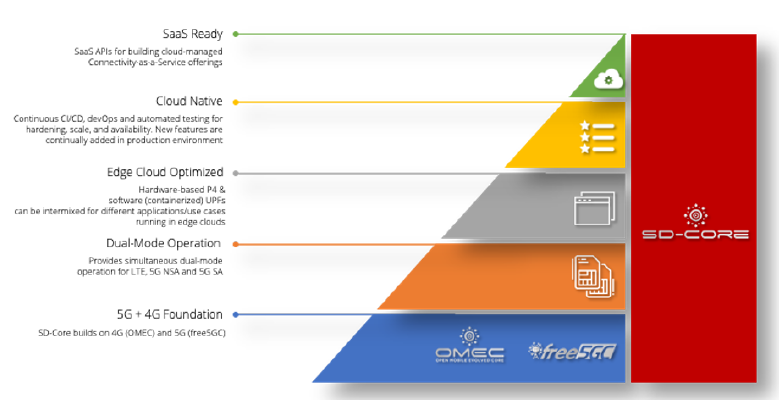 SaaS Ready
SaaS APIs for building cloud-managed
Connectivity-as-a-Service offerings
Cloud Native
Continuous CI/CD, devOps and automated testing for
hardening, scale, and availability. New features are
continually added in production environment
Edge Cloud Optimized
Hardware-based P4 &
software (containerized) UPFs
can be intermixed for different applications/use cases
running in edge clouds
Dual-Mode Operation
Provides simultaneous dual-mode
operation for LTE, 5G NSA and 5G SA
5G + 4G Foundation
SD-Core builds on 4G (OMEC) and 5G (free5GC)
OMEC
OPEN MOBILE EVOLVED CORE
free5GC
SD-CORE